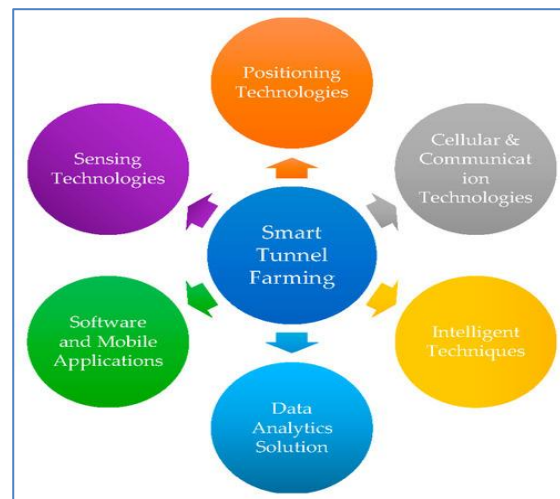 Positioning
Technologies
Cellular &
Communicat
ion
Technologies
Sensing
Technologies
Smart
Tunnel
Farming
Software
and Mobile
Applications
Intelligent
Techniques
Data
Analytics
Solution